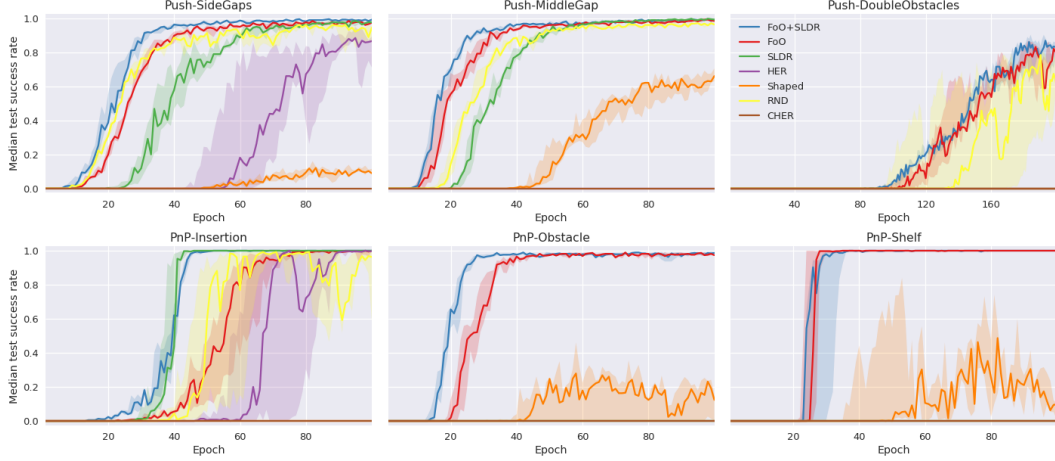 Push-SideGaps
Push-MiddleGap
Push-DoubleObstacles
Median test success rate
1.0
0.8
0.6
0.4
0.2
0.0
20
40
60
80
Epoch
20
40
60
80
Epoch
FoO+SLDR
FoO
SLDR
HER
Shaped
RND
CHER
40
80
120
160
Epoch
PnP-Insertion
PnP-Obstacle
PnP-Shelf
Median test success rate
1.0
0.8
0.6
0.4
0.2
0.0
20
40
60
80
Epoch
20
40
60
80
Epoch
20
40
60
80
Epoch